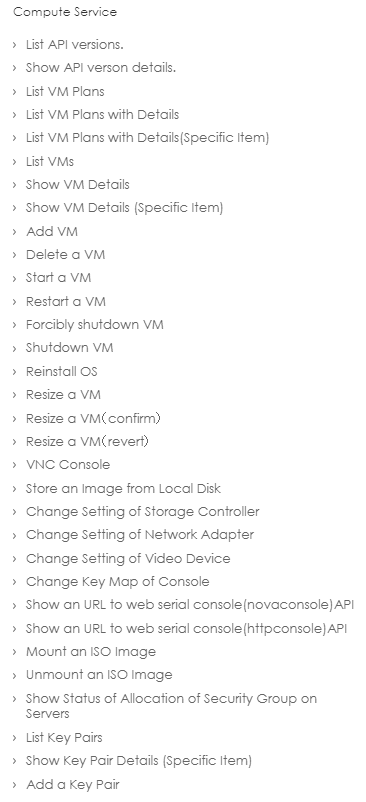 Compute Service
› List API versions.
› Show API verson details.
› List VM Plans
› List VM Plans with Details
› List VM Plans with Details(Specific Item)
› List VMs
› Show VM Details
› Show VM Details (Specific Item)
› Add VM
› Delete a VM
› Start a VM
› Restart a VM
› Forcibly shutdown VM
› Shutdown VM
› Reinstall OS
› Resize a VM
› Resize a VM（confirm）
› Resize a VM（revert）
› VNC Console
› Store an Image from Local Disk
› Change Setting of Storage Controller
› Change Setting of Network Adapter
› Change Setting of Video Device
› Change Key Map of Console
› Show an URL to web serial console(novaconsole)API
› Show an URL to web serial console(httpconsole)API
› Mount an ISO Image
› Unmount an ISO Image
› Show Status of Allocation of Security Group on
Servers
› List Key Pairs
› Show Key Pair Details (Specific Item)
› Add a Key Pair